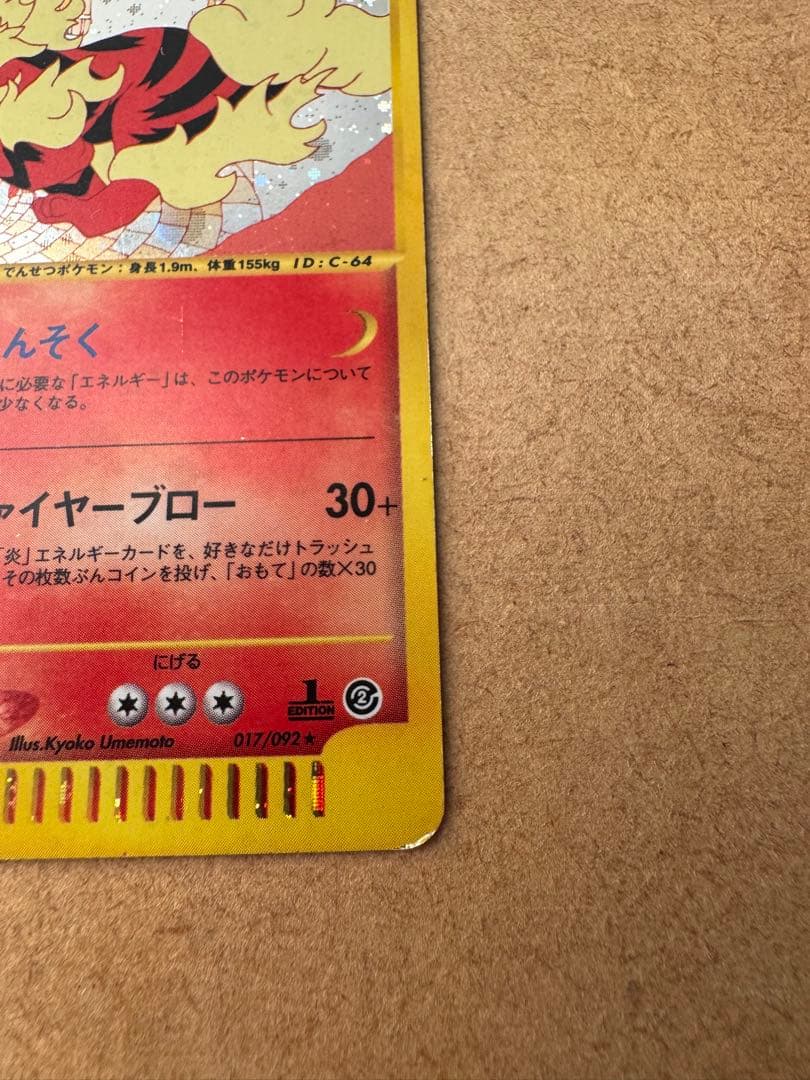 でんせつポケモン：身長1.9m、体重155kg ID:C-64
んそく
に必要な「エネルギー」は、このポケモンについて
少なくなる。
ァイヤーブロー 30+
「炎」エネルギーカードを、好きなだけトラッシュ
その枚数ぶんコインを投げ、「おもて」の数×30
にげる
1
EDITION
2
Illus.Kyoko Umemoto 017/092★